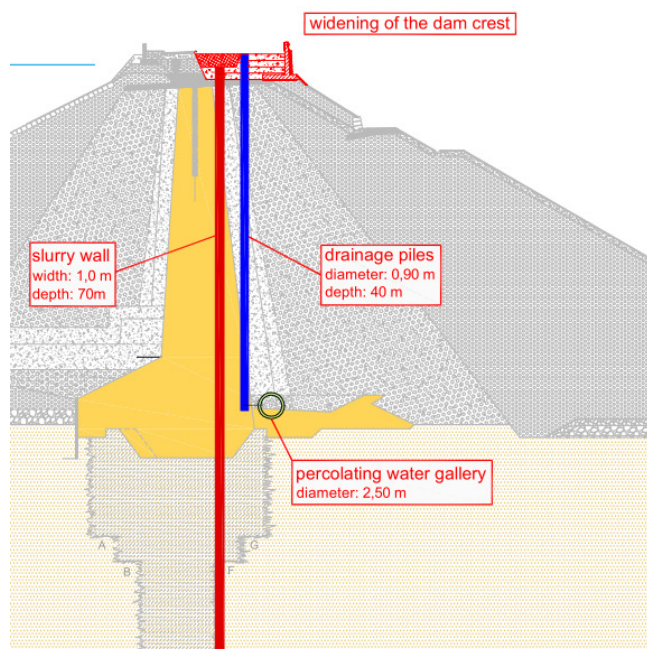 widening of the dam crest
slurry wall
width: 1,0 m
depth: 70m
drainage piles
diameter: 0,90 m
depth: 40 m
percolating water gallery
diameter: 2,50 m
A
G
B
F